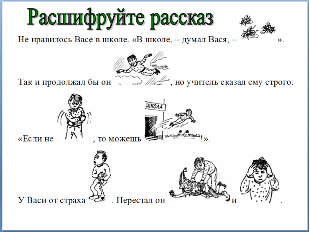 Расшифруйте рассказ
Не нравилось Васе в школе. «В школе, – думал Вася, – ».
Так и продолжал бы он , но учитель сказал ему строго:
ШКОЛА
«Если не , то можешь ».
У Васи от страха . Перестал он и .